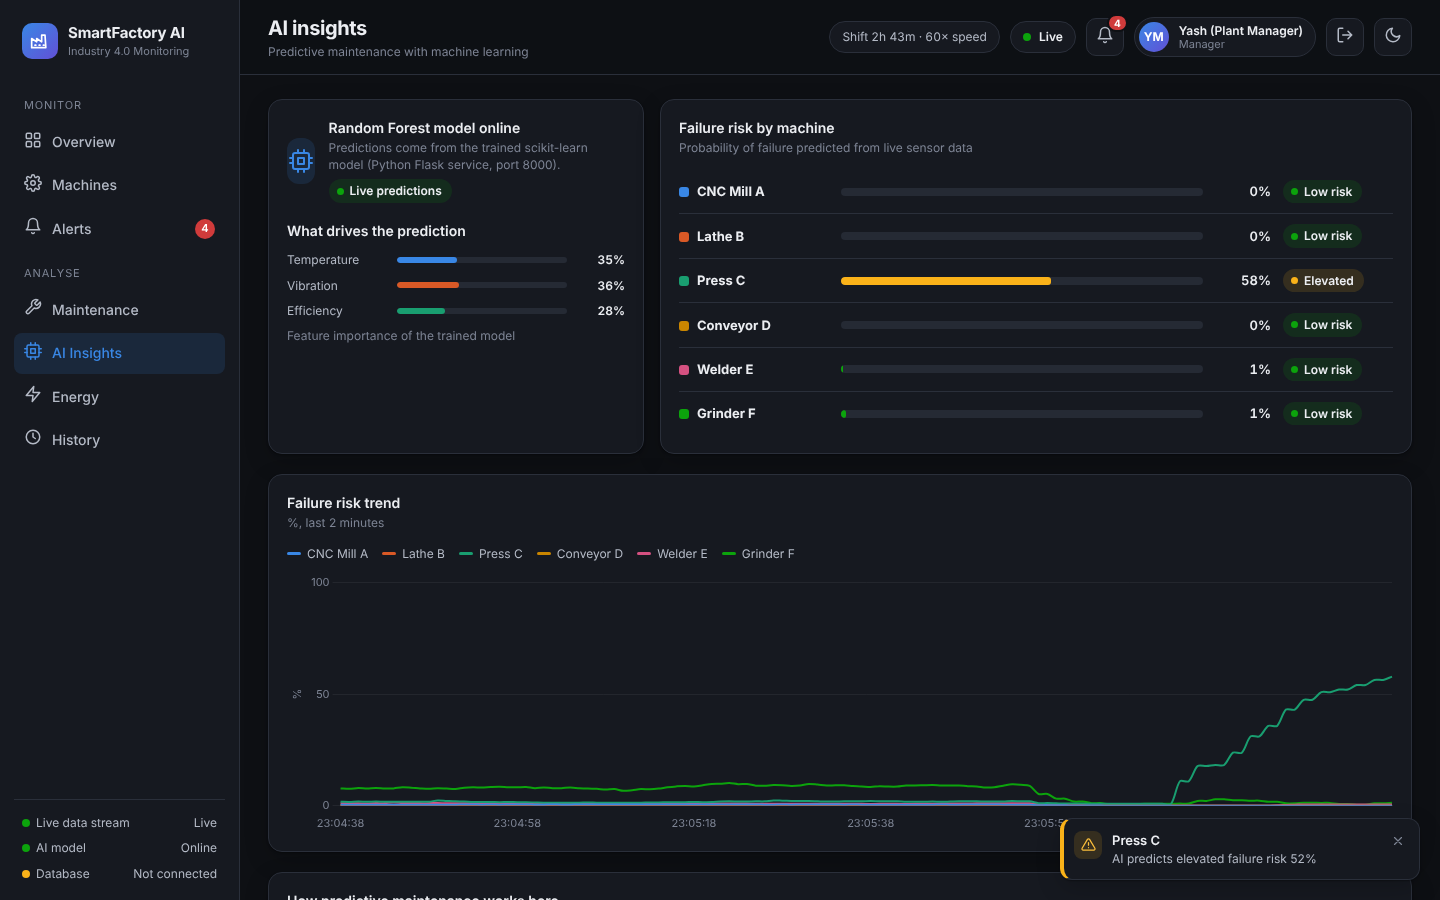 SmartFactory AI
Industry 4.0 Monitoring
MONITOR
Overview
Machines
Alerts
4
ANALYSE
Maintenance
AI Insights
Energy
History
Live data stream Live
AI model Online
Database Not connected
AI insights
Predictive maintenance with machine learning
Shift 2h 43m · 60× speed
Live
4
YM
Yash (Plant Manager)
Manager
Random Forest model online
Predictions come from the trained scikit-learn
model (Python Flask service, port 8000).
Live predictions
What drives the prediction
Temperature 35%
Vibration 36%
Efficiency 28%
Feature importance of the trained model
Failure risk by machine
Probability of failure predicted from live sensor data
CNC Mill A 0% Low risk
Lathe B 0% Low risk
Press C 58% Elevated
Conveyor D 0% Low risk
Welder E 1% Low risk
Grinder F 1% Low risk
Failure risk trend
%, last 2 minutes
CNC Mill A Lathe B Press C Conveyor D Welder E Grinder F
100
%
50
0
23:04:38 23:04:58 23:05:18 23:05:38 23:05:5
Press C
AI predicts elevated failure risk 52%
How predictive maintenance works here